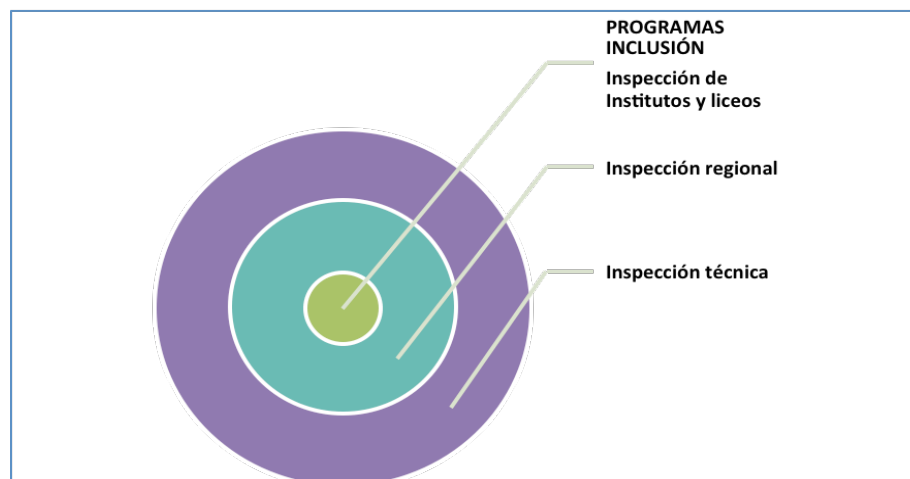 PROGRAMAS
INCLUSIÓN
Inspección de
Institutos y liceos
Inspección regional
Inspección técnica